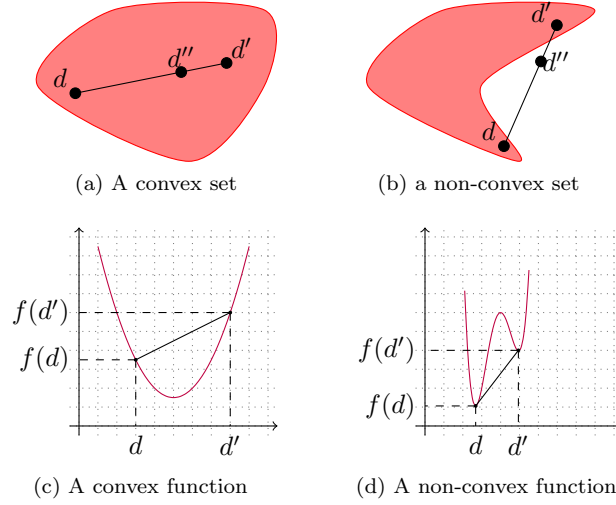 d d′′ d′
d′
d′′
d
(a) A convex set
(b) a non-convex set
f(d′)
f(d)
d d′
f(d′)
f(d)
d d′
(c) A convex function
(d) A non-convex function